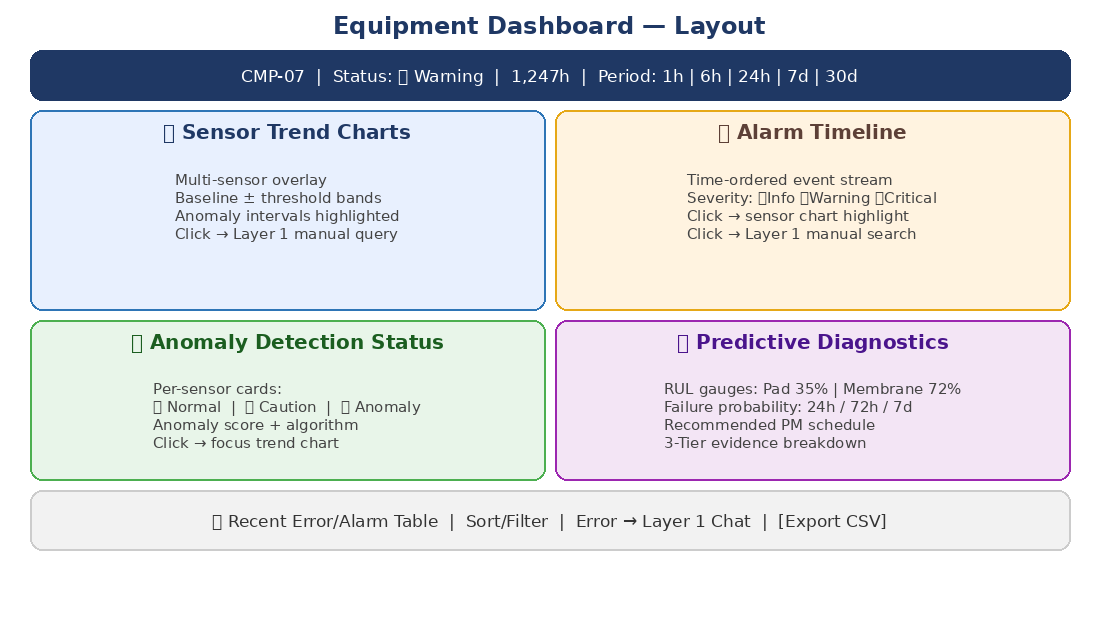 Equipment Dashboard — Layout
CMP-07 | Status: ▯ Warning | 1,247h | Period: 1h | 6h | 24h | 7d | 30d
▯ Sensor Trend Charts
Multi-sensor overlay
Baseline ± threshold bands
Anomaly intervals highlighted
Click → Layer 1 manual query
▯ Alarm Timeline
Time-ordered event stream
Severity: ▯Info ▯Warning ▯Critical
Click → sensor chart highlight
Click → Layer 1 manual search
▯ Anomaly Detection Status
Per-sensor cards:
▯ Normal | ▯ Caution | ▯ Anomaly
Anomaly score + algorithm
Click → focus trend chart
▯ Predictive Diagnostics
RUL gauges: Pad 35% | Membrane 72%
Failure probability: 24h / 72h / 7d
Recommended PM schedule
3-Tier evidence breakdown
▯ Recent Error/Alarm Table | Sort/Filter | Error → Layer 1 Chat | [Export CSV]